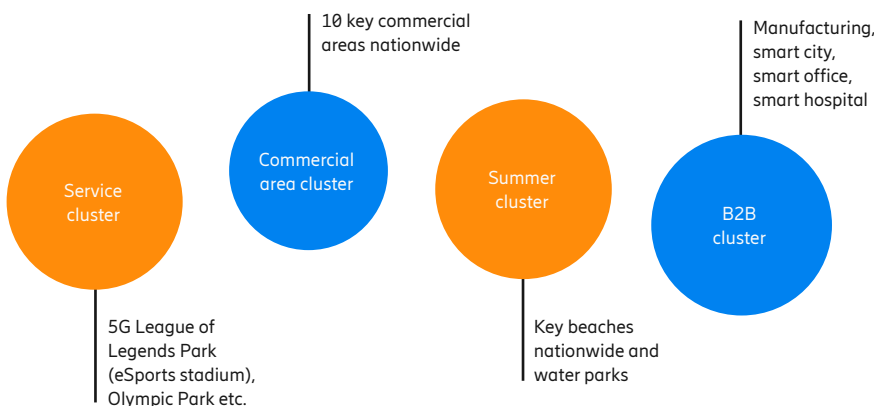 10 key commercial
areas nationwide
Manufacturing,
smart city,
smart office,
smart hospital
Service
cluster
Commercial
area cluster
Summer
cluster
B2B
cluster
5G League of
Legends Park
(eSports stadium),
Olympic Park etc.
Key beaches
nationwide and
water parks